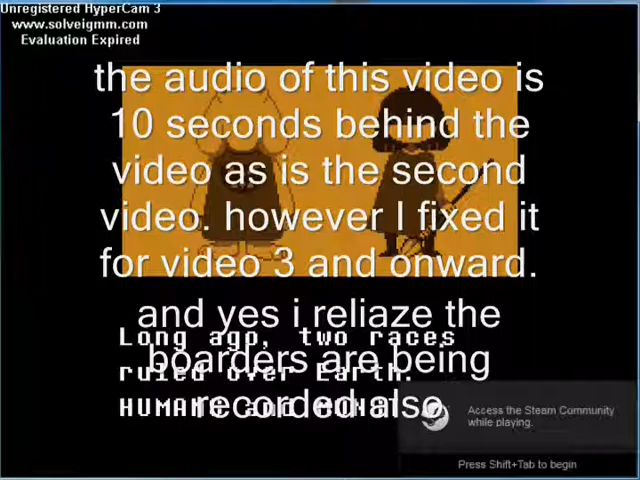 Unregistered HyperCam 3
www.solveigmm.com
Evaluation Expired
the audio of this video is
10 seconds behind the
video as is the second
video. however I fixed it
for video 3 and onward.
and yes i reliaze the
Long ago, two races
boarders are being
ruled over Earth:
recorded also
Access the Steam Community
while playing.
Press Shift+Tab to begin